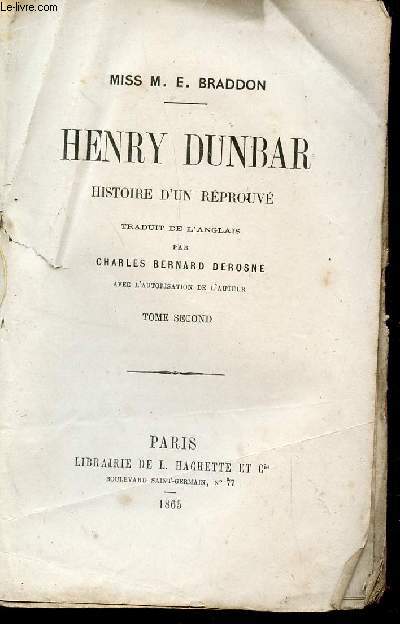 le-livre.com
MISS M. E. BRADDON
HENRY DUNBAR
HISTOIRE D'UN RÉPROUVÉ
TRADUIT DE L'ANGLAIS
PAR
CHARLES BERNARD DEROSNE
AVEC L'AUTORISATION DE L'AUTEUR
TOME SECOND
PARIS
LIBRAIRIE DE L. HACHETTE ET Cie
BOULEVARD SAINT-GERMAIN, N° 77
1865